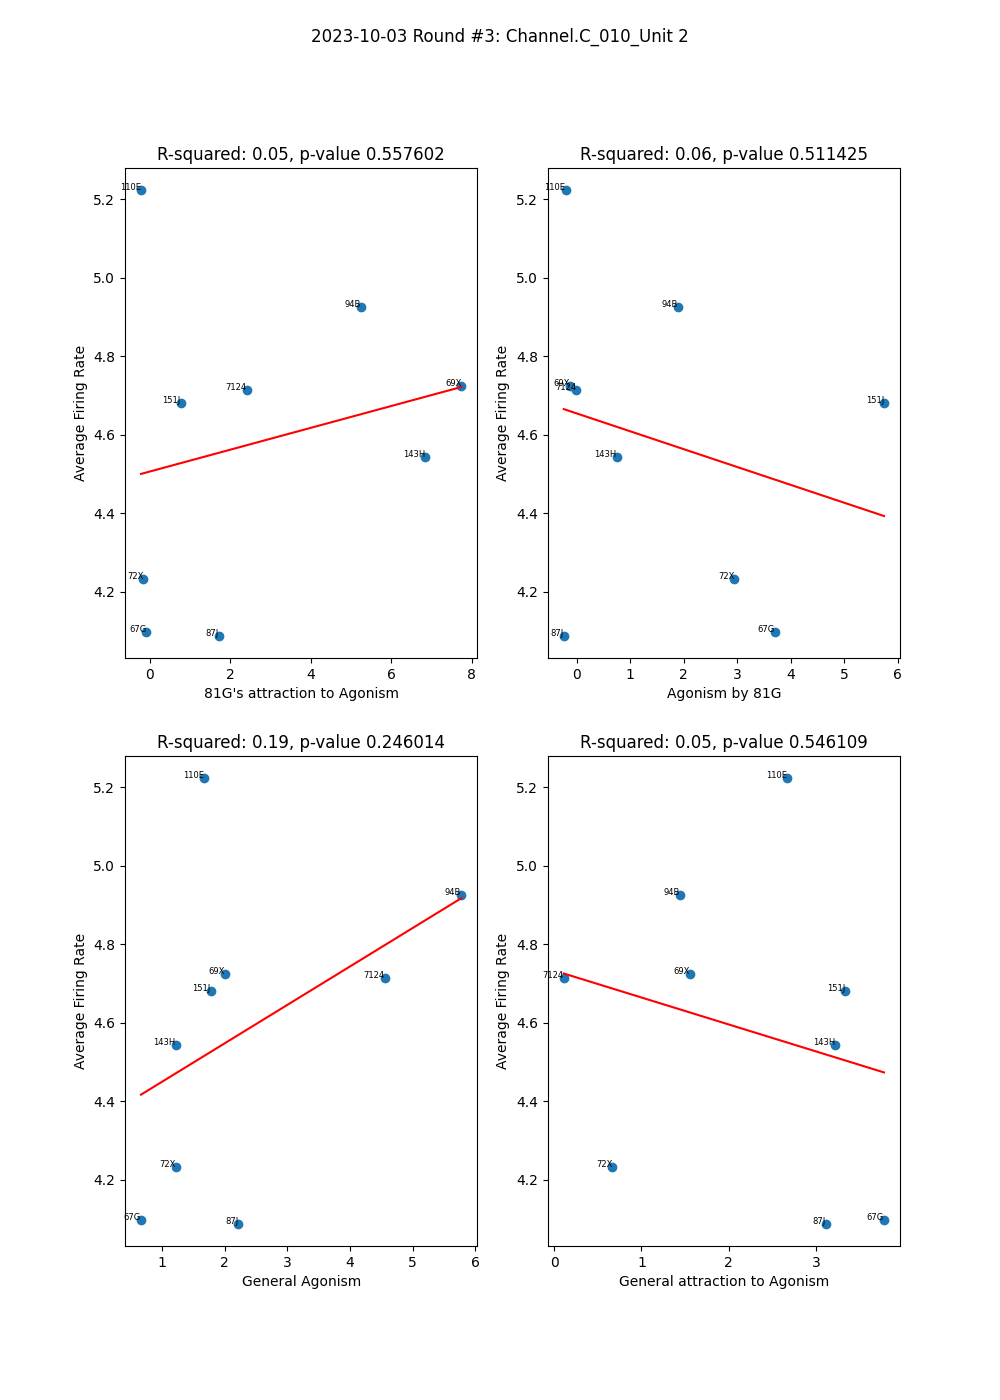 2023-10-03 Round #3: Channel.C_010_Unit 2
R-squared: 0.05, p-value 0.557602
110E
5.2
5.0
94B
4.8
69X
7124
151J
4.6
143H
4.4
72X
4.2
67G
87J
0 2 4 6 8
Average Firing Rate
81G's attraction to Agonism
R-squared: 0.06, p-value 0.511425
110E
5.2
5.0
94B
4.8
69X
7124
151J
4.6
143H
4.4
72X
4.2
67G
87J
0 1 2 3 4 5 6
Average Firing Rate
Agonism by 81G
R-squared: 0.19, p-value 0.246014
110E
5.2
5.0
94B
4.8
69X
7124
151J
4.6
143H
4.4
72X
4.2
67G
87J
1 2 3 4 5 6
Average Firing Rate
General Agonism
R-squared: 0.05, p-value 0.546109
110E
5.2
5.0
94B
4.8
69X
7124
151J
4.6
143H
4.4
72X
4.2
67G
87J
0 1 2 3
Average Firing Rate
General attraction to Agonism